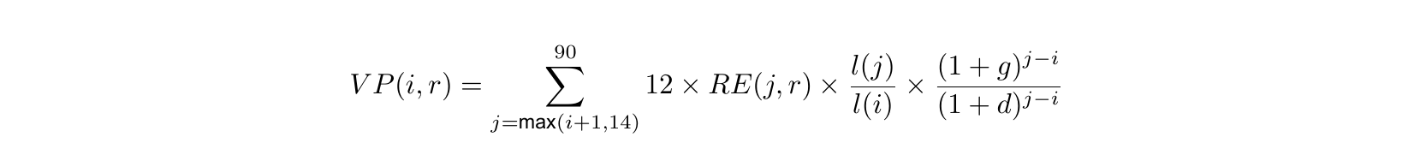 VP(i, r) = \sum_{j=\max(i+1,14)}^{90} 12 \times RE(j, r) \times \frac{l(j)}{l(i)} \times \frac{(1+g)^{j-i}}{(1+d)^{j-i}}